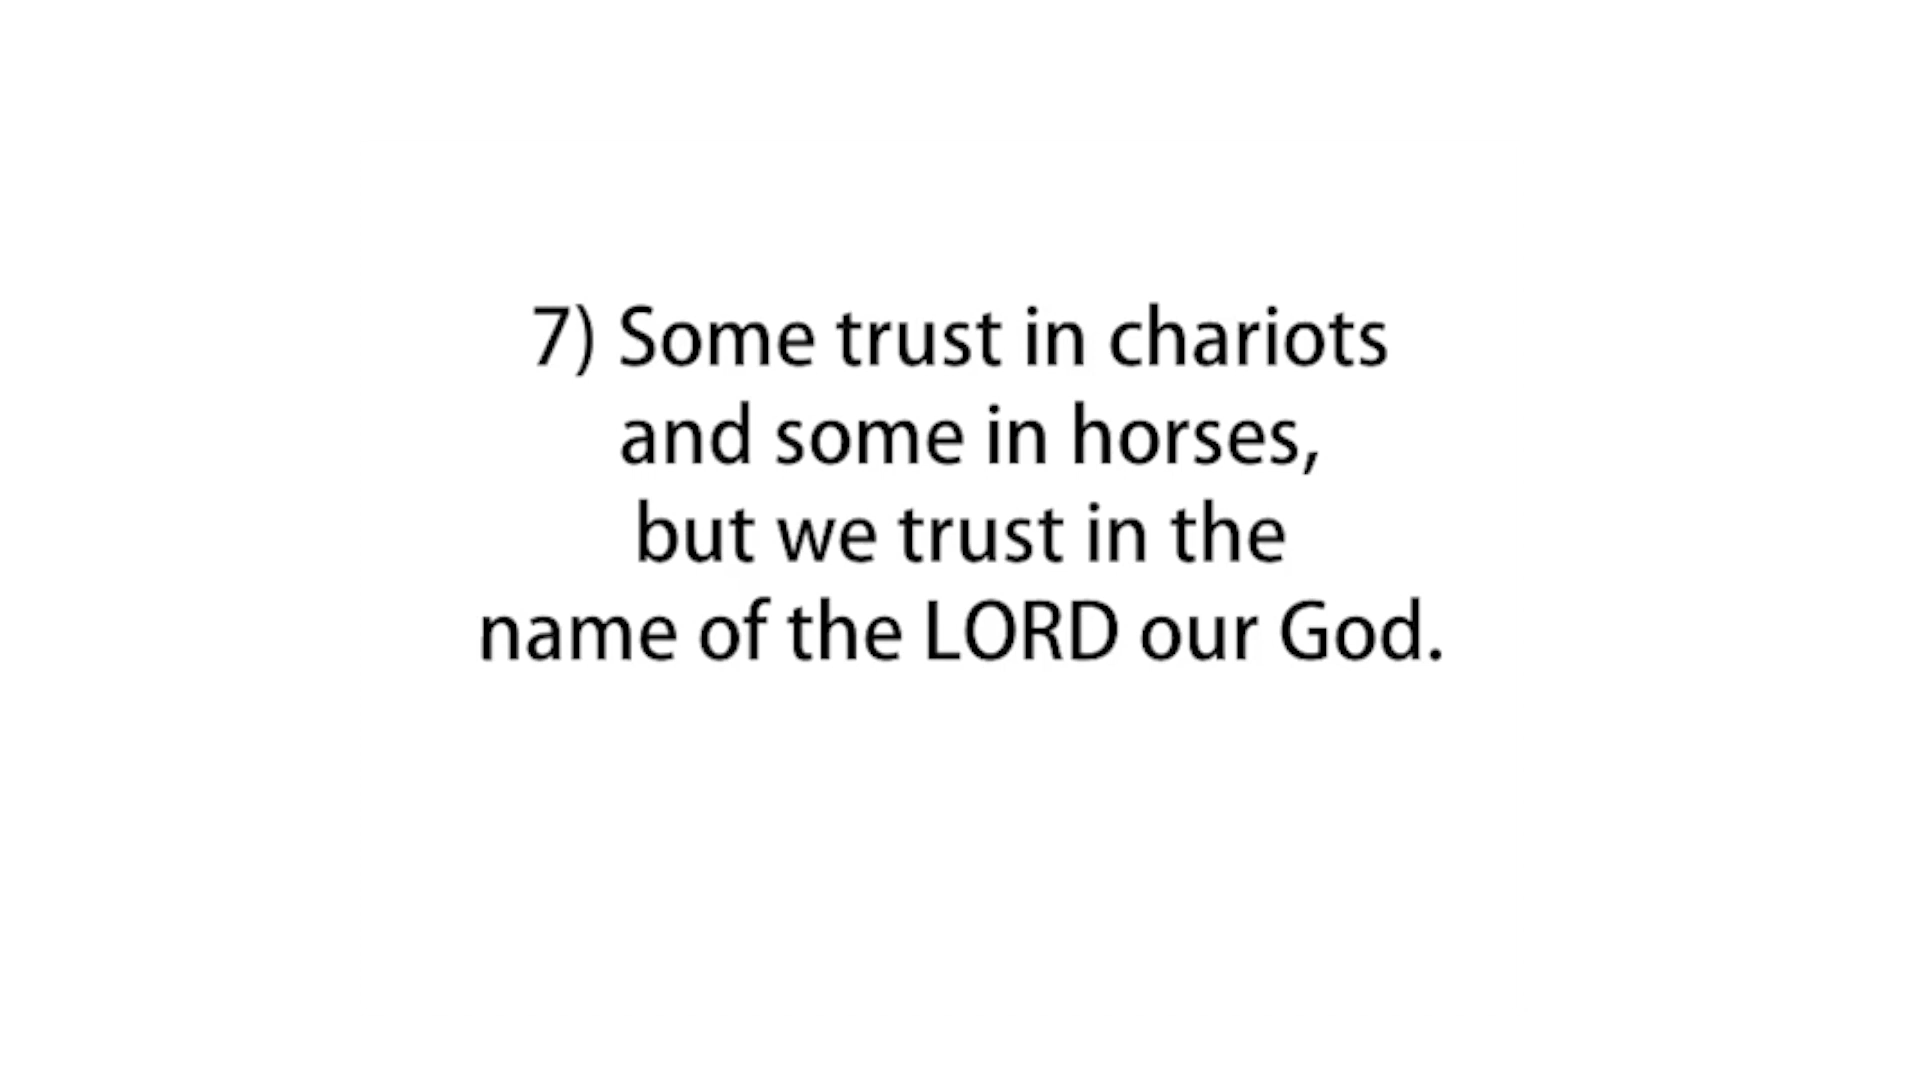 7) Some trust in chariots
and some in horses,
but we trust in the
name of the LORD our God.